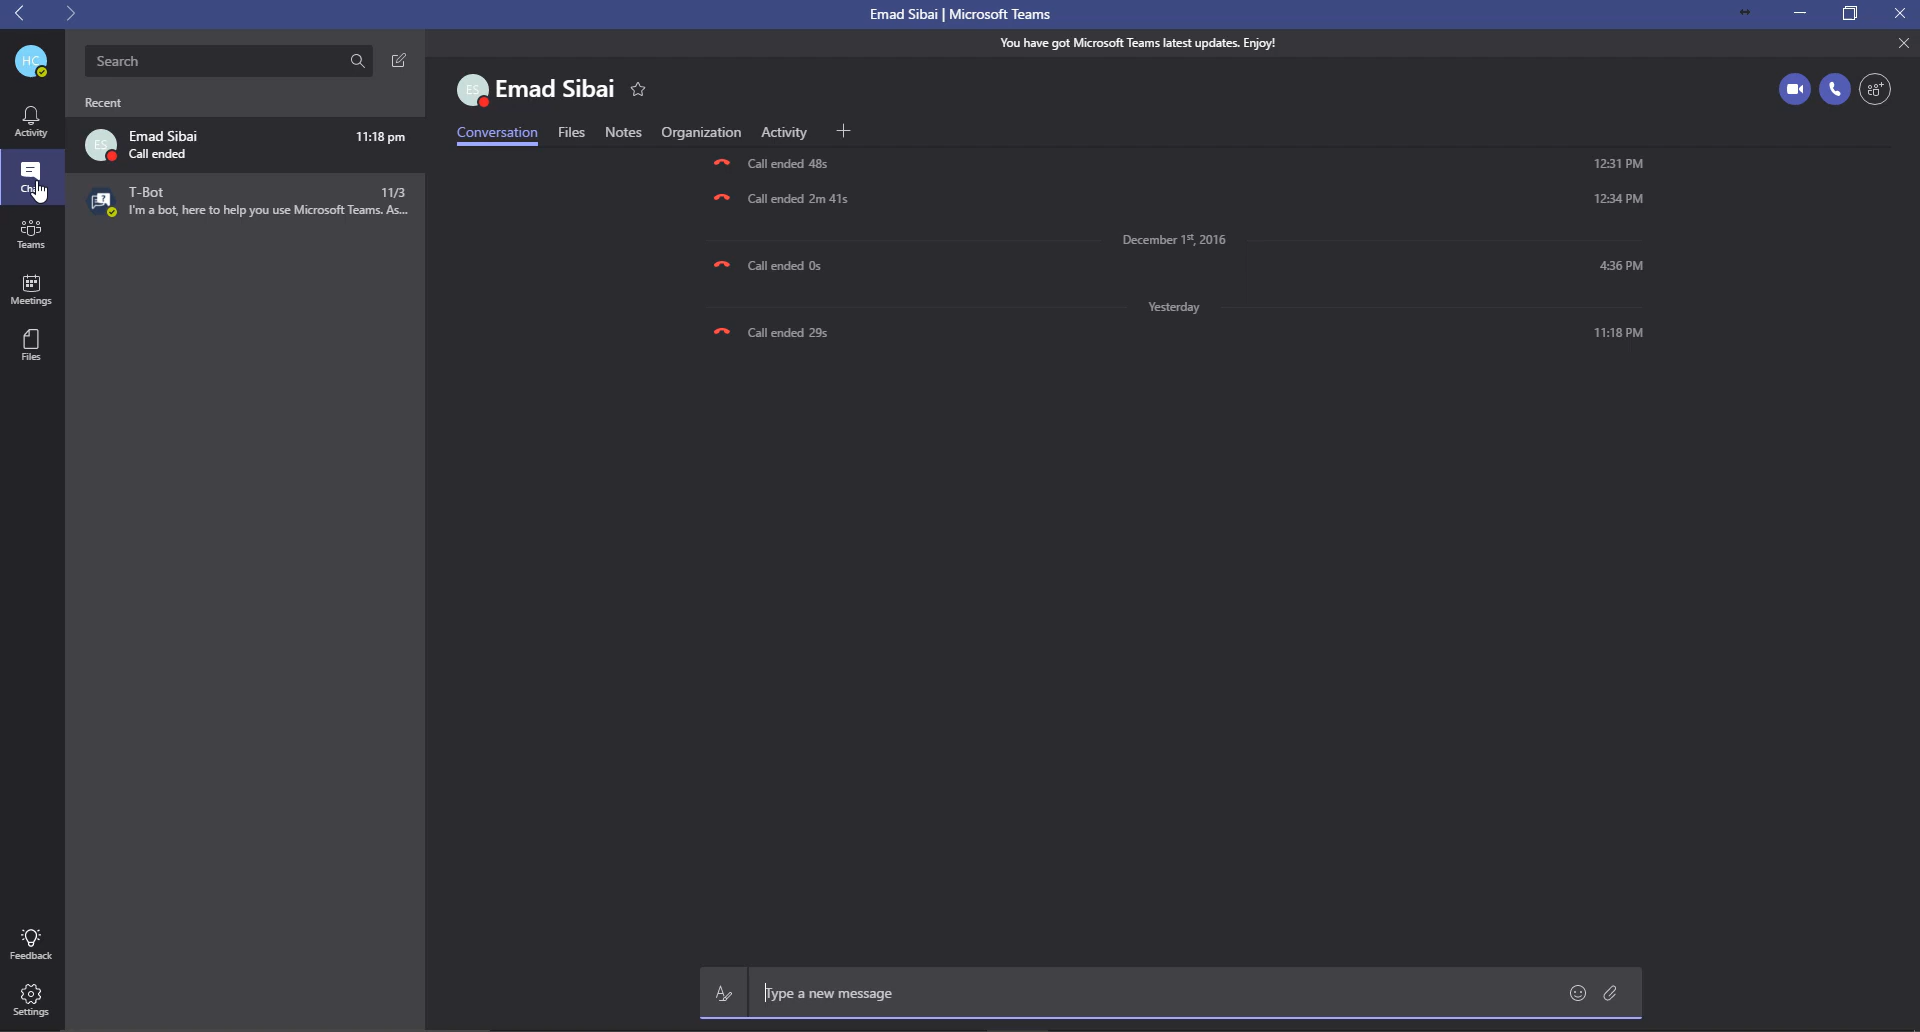 Emad Sibai | Microsoft Teams
You have got Microsoft Teams latest updates. Enjoy!
HC
Search
Recent
Activity
Emad Sibai 11:18 pm
Call ended
ES
T-Bot 11/3
I'm a bot, here to help you use Microsoft Teams. As...
Teams
Meetings
Files
Feedback
Settings
ES Emad Sibai
Conversation Files Notes Organization Activity
Call ended 48s 12:31 PM
Call ended 2m 41s 12:34 PM
December 1st, 2016
Call ended 0s 4:36 PM
Yesterday
Call ended 29s 11:18 PM
Type a new message